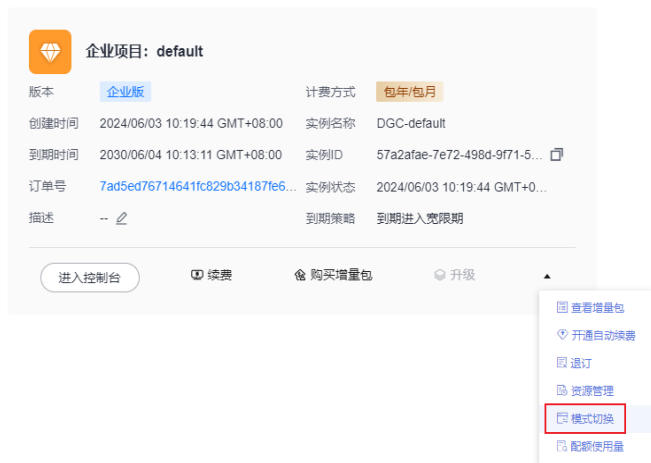 企业项目：default
版本 企业版 计费方式 包年/包月
创建时间 2024/06/03 10:19:44 GMT+08:00 实例名称 DGC-default
到期时间 2030/06/04 10:13:11 GMT+08:00 实例ID 57a2afae-7e72-498d-9f71-5...
订单号 7ad5ed76714641fc829b34187fe6... 实例状态 2024/06/03 10:19:44 GMT+0...
描述 -- 到期策略 到期进入宽限期
进入控制台 续费 购买增量包 升级
查看增量包
开通自动续费
退订
资源管理
模式切换
配额使用量